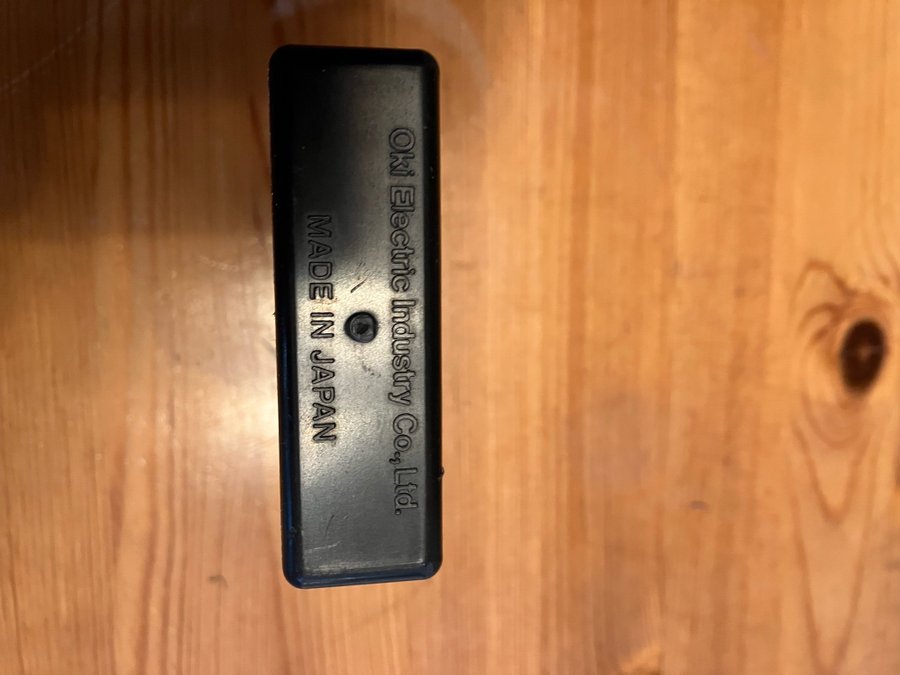 Oki Electric Industry Co., Ltd.
MADE IN JAPAN